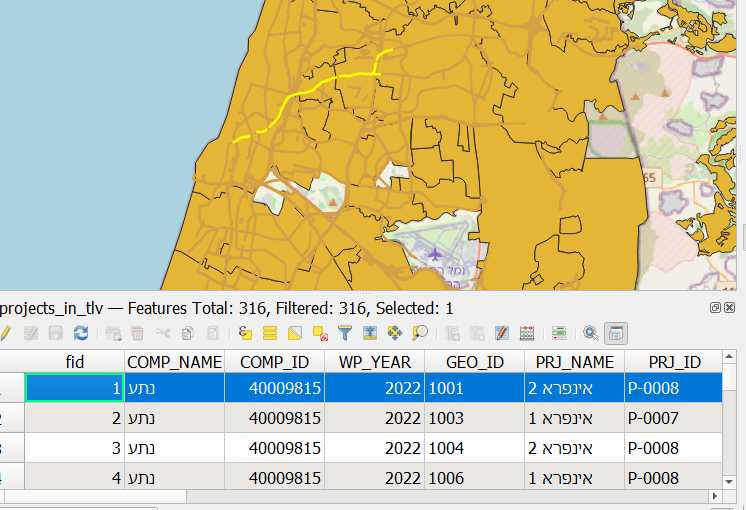 65
נמל
projects_in_tlv — Features Total: 316, Filtered: 316, Selected: 1
fid COMP_NAME COMP_ID WP_YEAR GEO_ID PRJ_NAME PRJ_ID
1 נתע 40009815 2022 1001 אינפרא 2 P-0008
2 2 נתע 40009815 2022 1003 אינפרא 1 P-0007
3 3 נתע 40009815 2022 1004 אינפרא 2 P-0008
4 4 נתע 40009815 2022 1006 אינפרא 1 P-0008